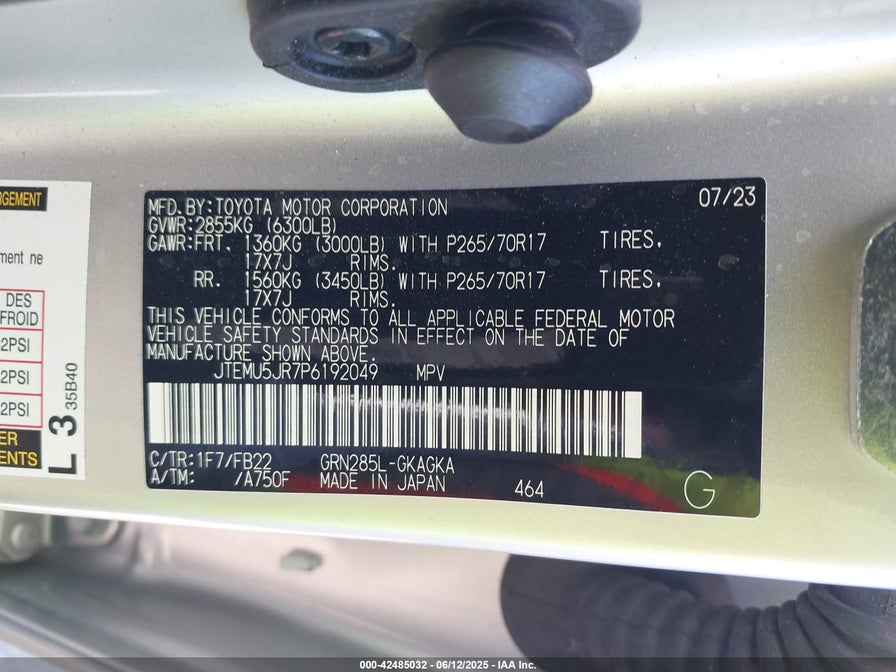 RGEMENT
ment ne
DES
FROID
2PSI
2PSI
2PSI
ER
ENTS
L 3 35B40
07/23
MFD.BY:TOYOTA MOTOR CORPORATION
GVWR:2855KG (6300LB)
GAWR:FRT. 1360KG (3000LB) WITH P265/70R17 TIRES,
17X7J RIMS.
RR. 1560KG (3450LB) WITH P265/70R17 TIRES,
17X7J RIMS.
THIS VEHICLE CONFORMS TO ALL APPLICABLE FEDERAL MOTOR
VEHICLE SAFETY STANDARDS IN EFFECT ON THE DATE OF
MANUFACTURE SHOWN ABOVE.
JTEMU5JR7P6192049 MPV
C/TR:1F7/FB22 GRN285L-GKAGKA
A/TM: /A750F MADE IN JAPAN 464 G
000-42485032 - 06/12/2025 - IAA Inc.